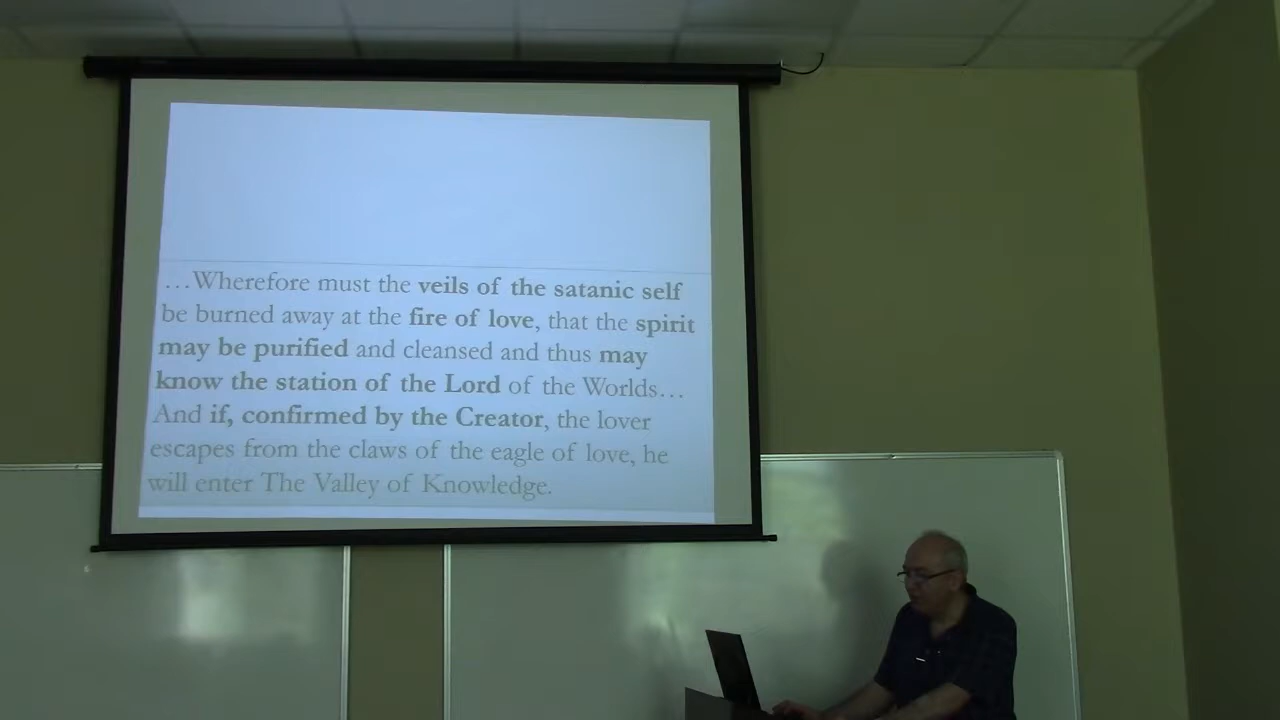 …Wherefore must the veils of the satanic self
be burned away at the fire of love, that the spirit
may be purified and cleansed and thus may
know the station of the Lord of the Worlds…
And if, confirmed by the Creator, the lover
escapes from the claws of the eagle of love, he
will enter The Valley of Knowledge.